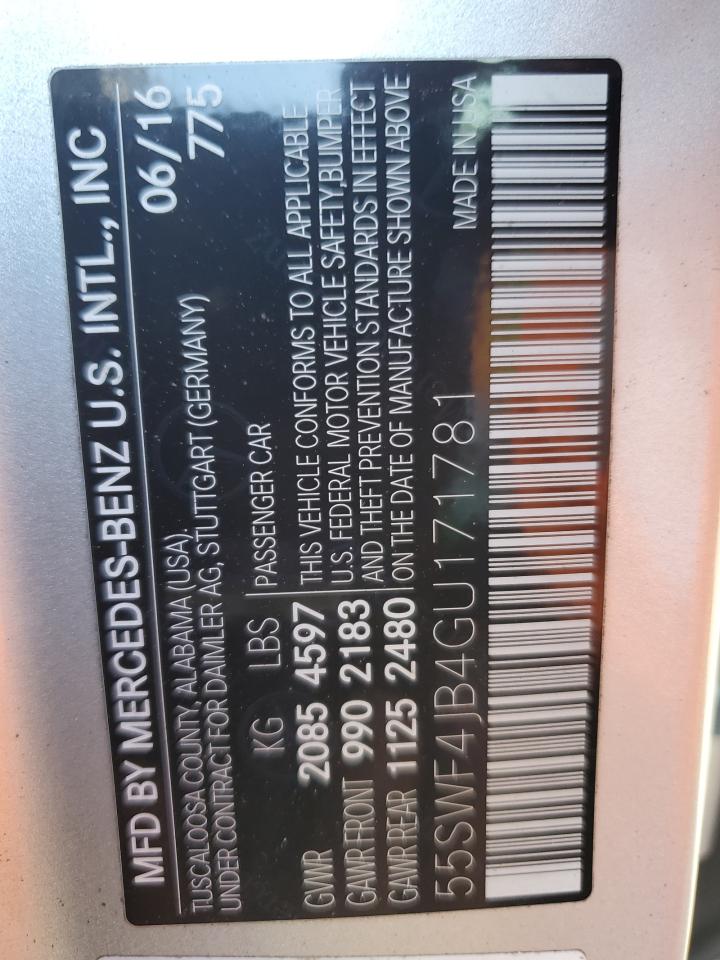 MFD BY MERCEDES-BENZ U.S. INTL., INC
TUSCALOOSA COUNTY, ALABAMA (USA), 06/16
UNDER CONTRACT FOR DAIMLER AG, STUTTGART (GERMANY) 775
KG LBS PASSENGER CAR
GVWR 2085 4597 THIS VEHICLE CONFORMS TO ALL APPLICABLE
GAWR FRONT 990 2183 U.S. FEDERAL MOTOR VEHICLE SAFETY,BUMPER
GAWR REAR 1125 2480 AND THEFT PREVENTION STANDARDS IN EFFECT
ON THE DATE OF MANUFACTURE SHOWN ABOVE
55SWF4JB4GU171781 MADE IN USA